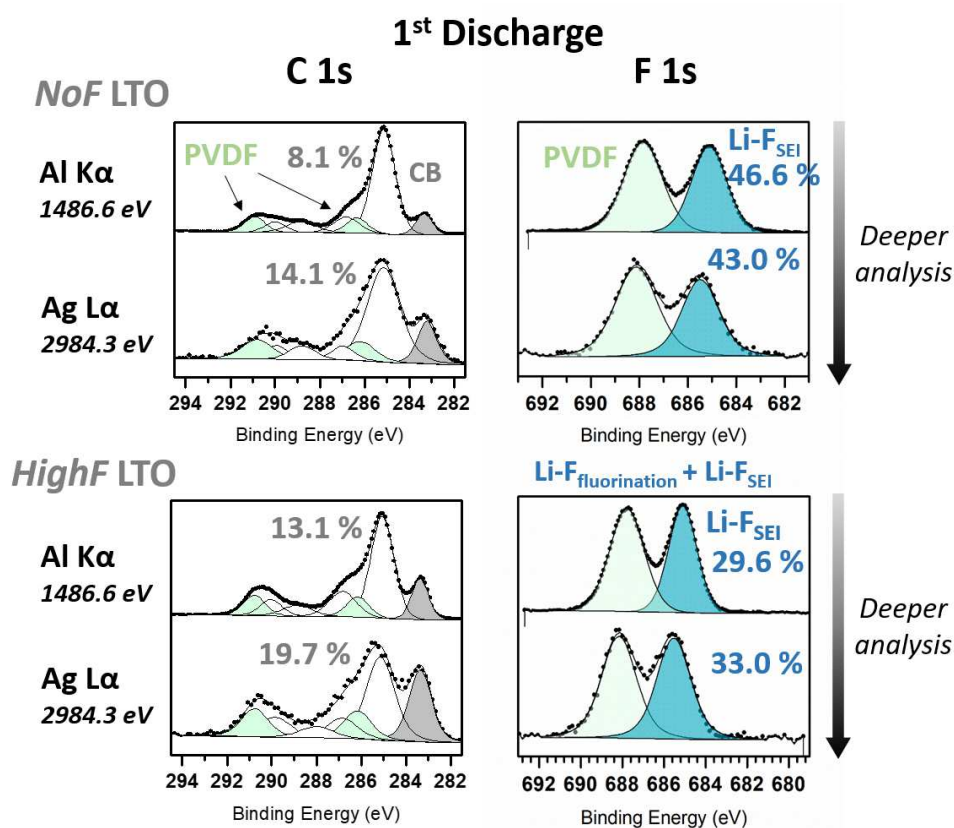 1st Discharge
C 1s
F 1s
NoF LTO
Al Kα
1486.6 eV
PVDF
8.1 %
CB
PVDF
Li-FSEI
46.6 %
Ag Lα
2984.3 eV
14.1 %
43.0 %
Deeper
analysis
294 292 290 288 286 284 282
Binding Energy (eV)
692 690 688 686 684 682
Binding Energy (eV)
HighF LTO
Li-Ffluorination + Li-FSEI
Al Kα
1486.6 eV
13.1 %
Li-FSEI
29.6 %
Ag Lα
2984.3 eV
19.7 %
33.0 %
Deeper
analysis
294 292 290 288 286 284 282
Binding Energy (eV)
692 690 688 686 684 682 680
Binding Energy (eV)